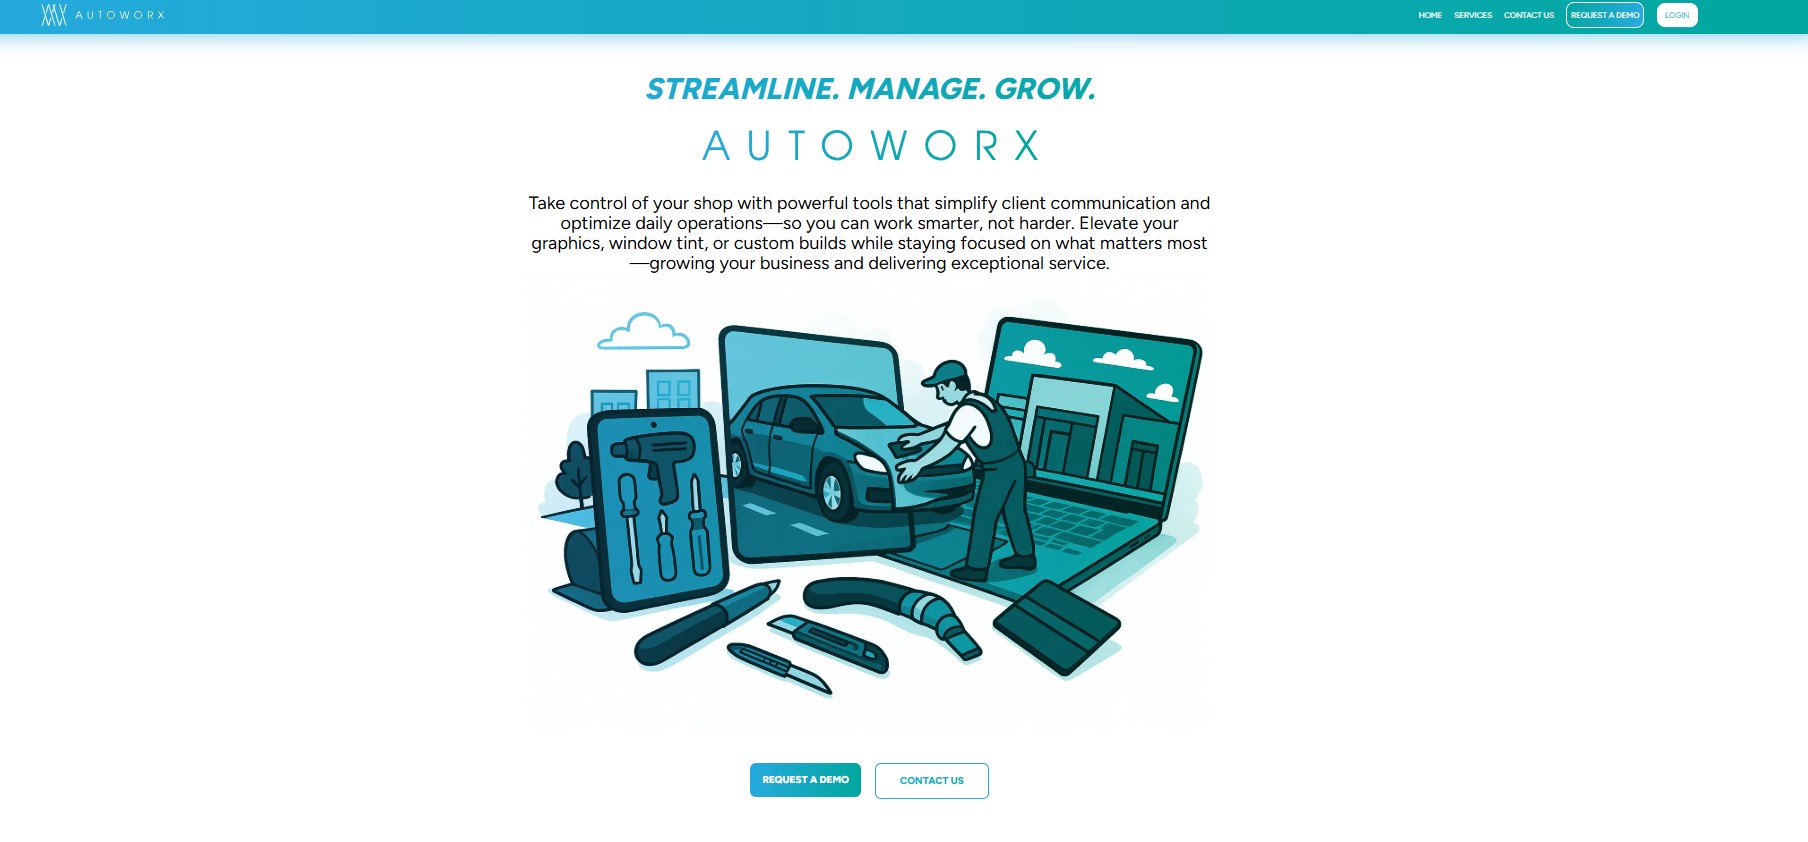 AUTOWORX
HOME SERVICES CONTACT US REQUEST A DEMO LOGIN
STREAMLINE. MANAGE. GROW.
AUTOWORX
Take control of your shop with powerful tools that simplify client communication and
optimize daily operations—so you can work smarter, not harder. Elevate your
graphics, window tint, or custom builds while staying focused on what matters most
—growing your business and delivering exceptional service.
REQUEST A DEMO CONTACT US